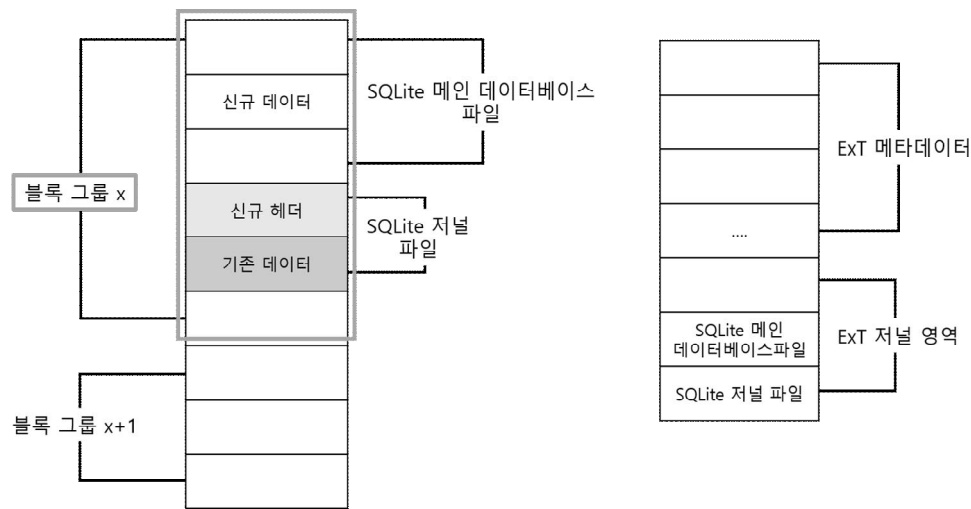 신규 데이터
SQLite 메인 데이터베이스
파일
블록 그룹 x
신규 헤더
기존 데이터
SQLite 저널
파일
블록 그룹 x+1
ExT 메타데이터
....
SQLite 메인
데이터베이스파일
SQLite 저널 파일
ExT 저널 영역